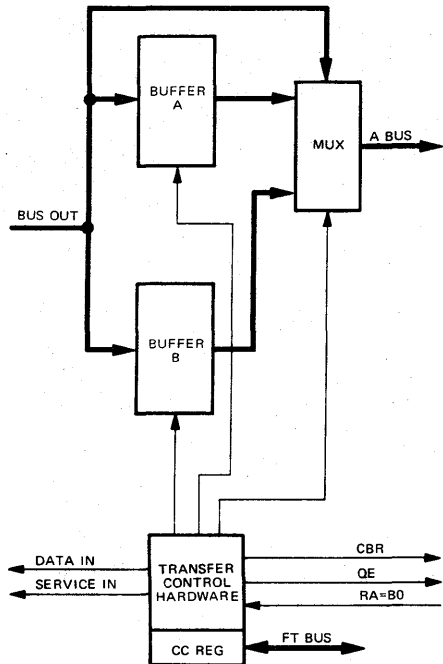 BUFFER
A
MUX
A BUS
BUS OUT
BUFFER
B
DATA IN
SERVICE IN
TRANSFER
CONTROL
HARDWARE
CBR
QE
RA=B0
CC REG
FT BUS